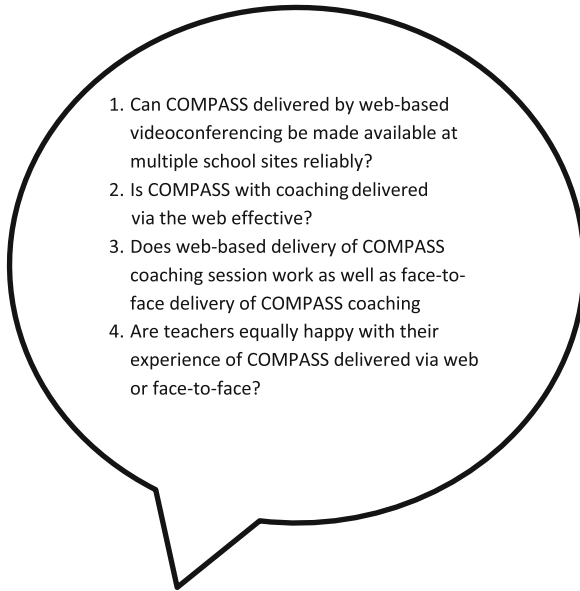 1. Can COMPASS delivered by web-based
videoconferencing be made available at
multiple school sites reliably?
2. Is COMPASS with coaching delivered
via the web effective?
3. Does web-based delivery of COMPASS
coaching session work as well as face-to-
face delivery of COMPASS coaching
4. Are teachers equally happy with their
experience of COMPASS delivered via web
or face-to-face?